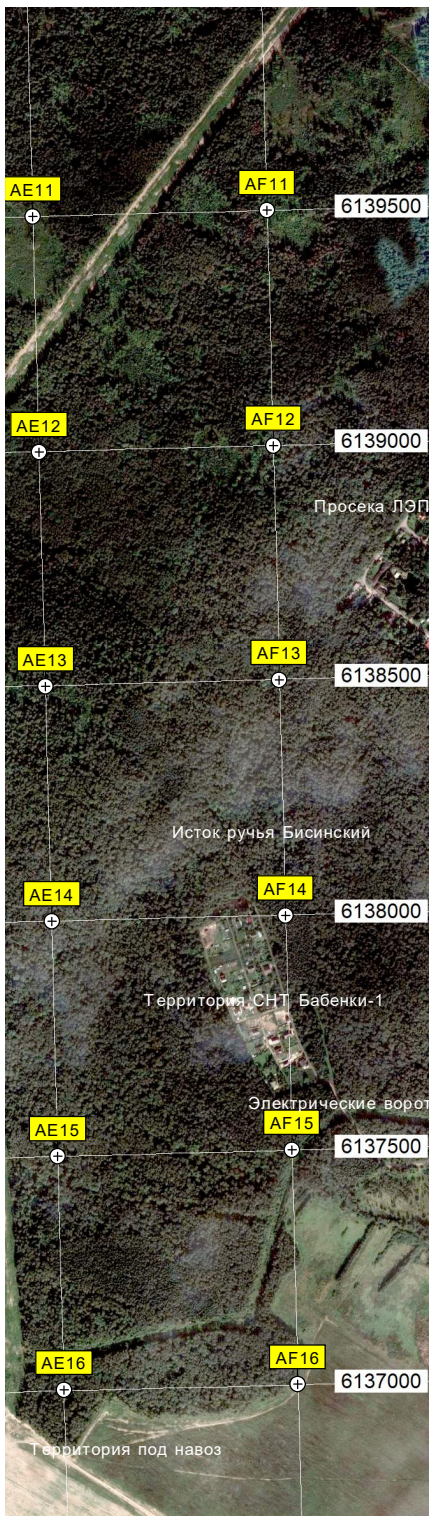 AE11
AF11
6139500
AE12
AF12
6139000
Просека ЛЭП
AE13
AF13
6138500
Исток ручья Бисинский
AE14
AF14
6138000
Территория СНТ Бабенки-1
Электрические ворот
AE15
AF15
6137500
AE16
AF16
6137000
Территория под навоз